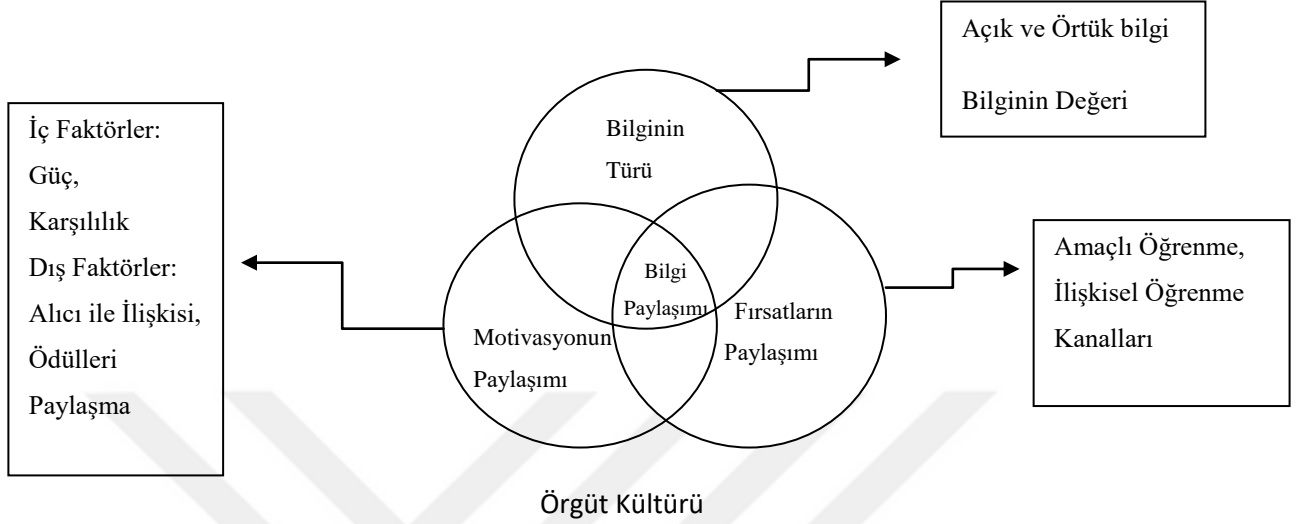 Açık ve Örtük bilgi
Bilginin Değeri
İç Faktörler:
Güç,
Karşılılık
Dış Faktörler:
Alıcı ile İlişkisi,
Ödülleri
Paylaşma
Bilginin
Türü
Bilgi
Paylaşımı
Motivasyonun
Paylaşımı
Fırsatların
Paylaşımı
Amaçlı Öğrenme,
İlişkisel Öğrenme
Kanalları
Örgüt Kültürü